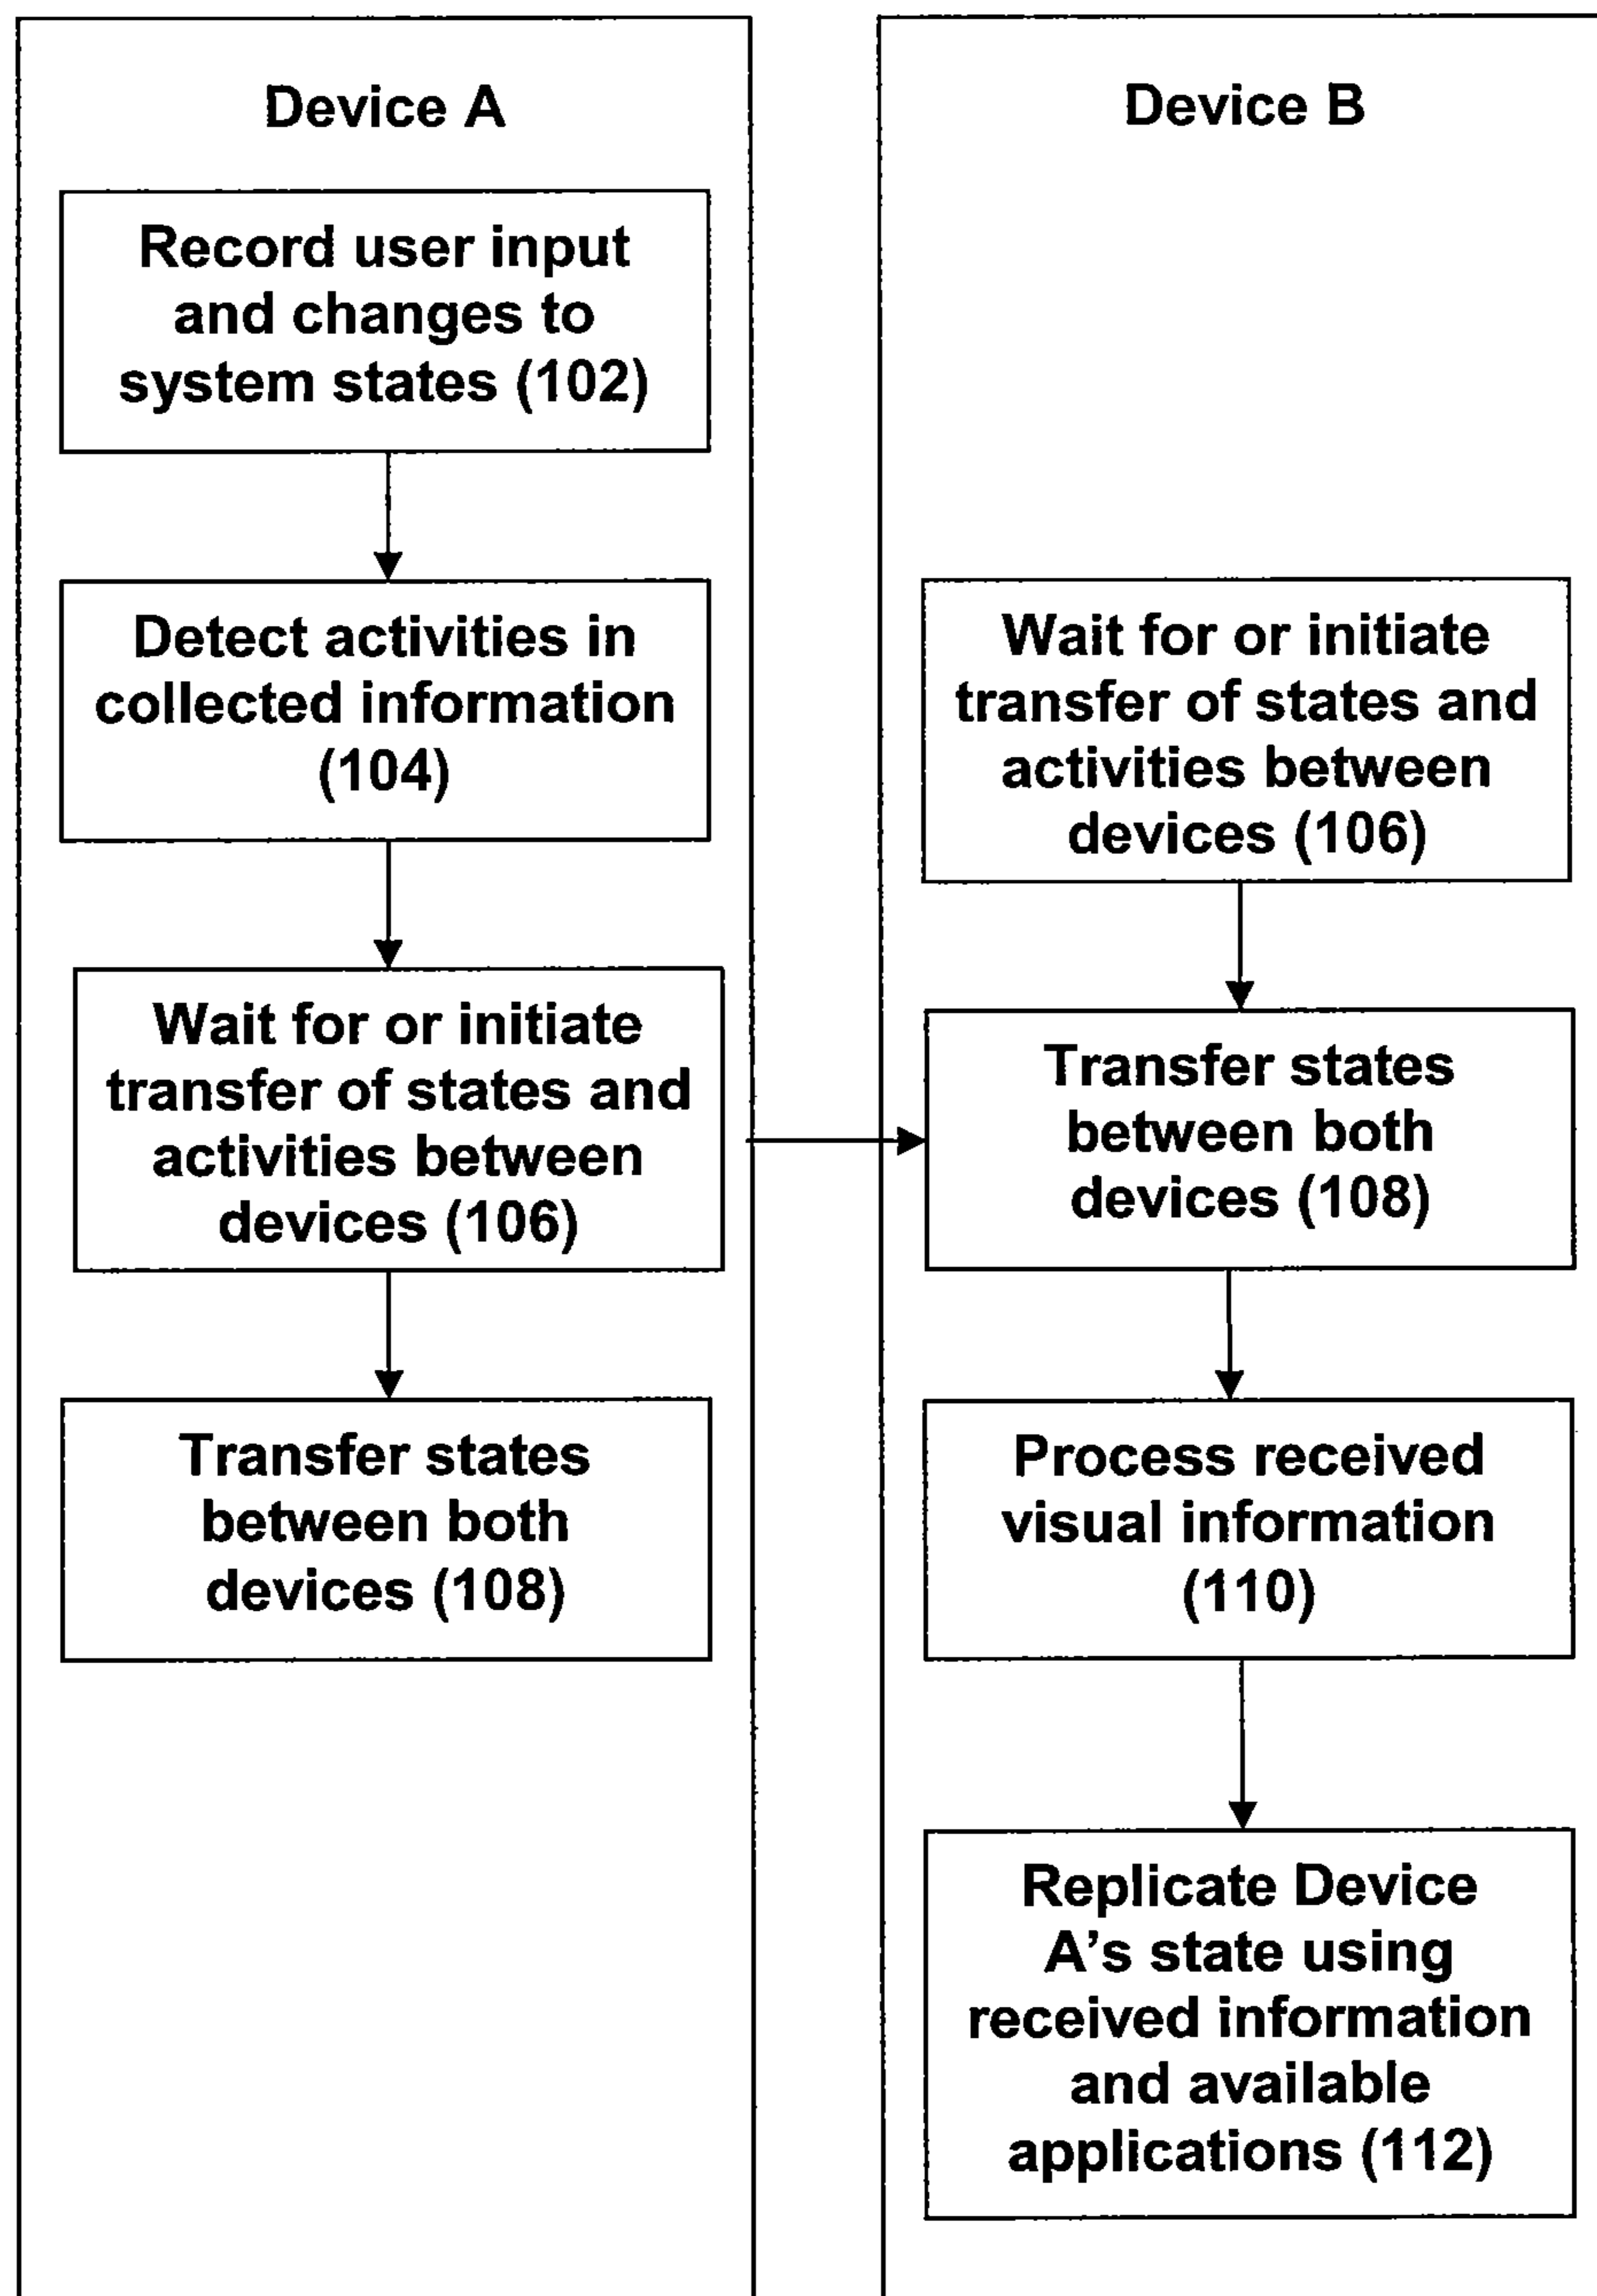 Device A
Record user input
and changes to
system states (102)
Detect activities in
collected information
(104)
Wait for or initiate
transfer of states and
activities between
devices (106)
Transfer states
between both
devices (108)
Device B
Wait for or initiate
transfer of states and
activities between
devices (106)
Transfer states
between both
devices (108)
Process received
visual information
(110)
Replicate Device
A's state using
received information
and available
applications (112)